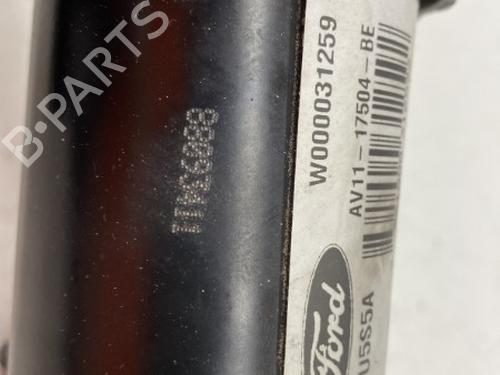 W000031259
AV11-17504-BE
U5S5A
Ford
B-PARTS